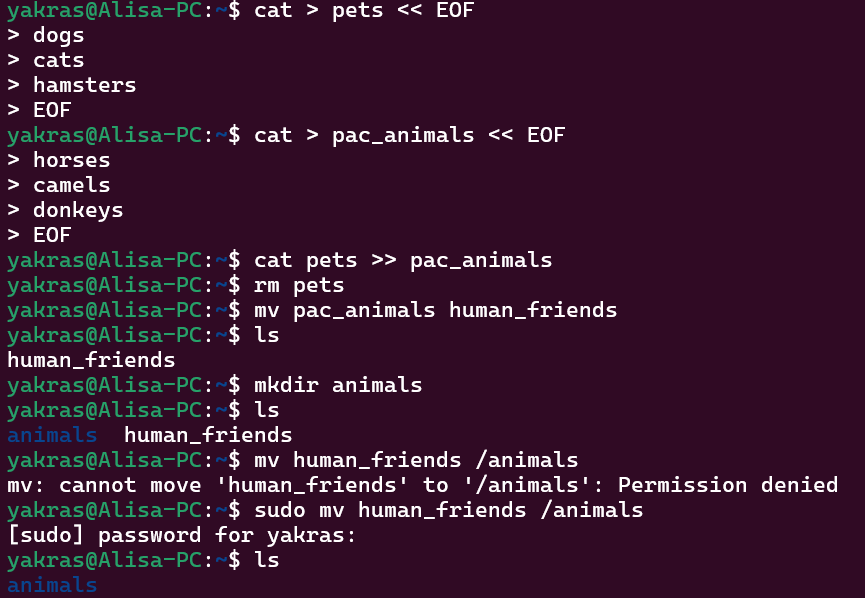 yakras@Alisa-PC:~$ cat > pets << EOF
> dogs
> cats
> hamsters
> EOF
yakras@Alisa-PC:~$ cat > pac_animals << EOF
> horses
> camels
> donkeys
> EOF
yakras@Alisa-PC:~$ cat pets >> pac_animals
yakras@Alisa-PC:~$ rm pets
yakras@Alisa-PC:~$ mv pac_animals human_friends
yakras@Alisa-PC:~$ ls
human_friends
yakras@Alisa-PC:~$ mkdir animals
yakras@Alisa-PC:~$ ls
animals  human_friends
yakras@Alisa-PC:~$ mv human_friends /animals
mv: cannot move 'human_friends' to '/animals': Permission denied
yakras@Alisa-PC:~$ sudo mv human_friends /animals
[sudo] password for yakras:
yakras@Alisa-PC:~$ ls
animals